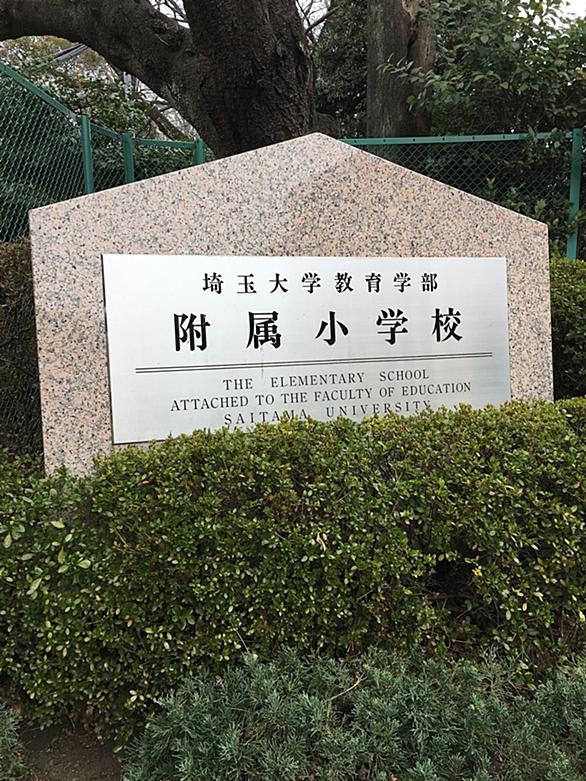 埼玉大学教育学部
附属小学校
THE ELEMENTARY SCHOOL
ATTACHED TO THE FACULTY OF EDUCATION
SAITAMA UNIVERSITY